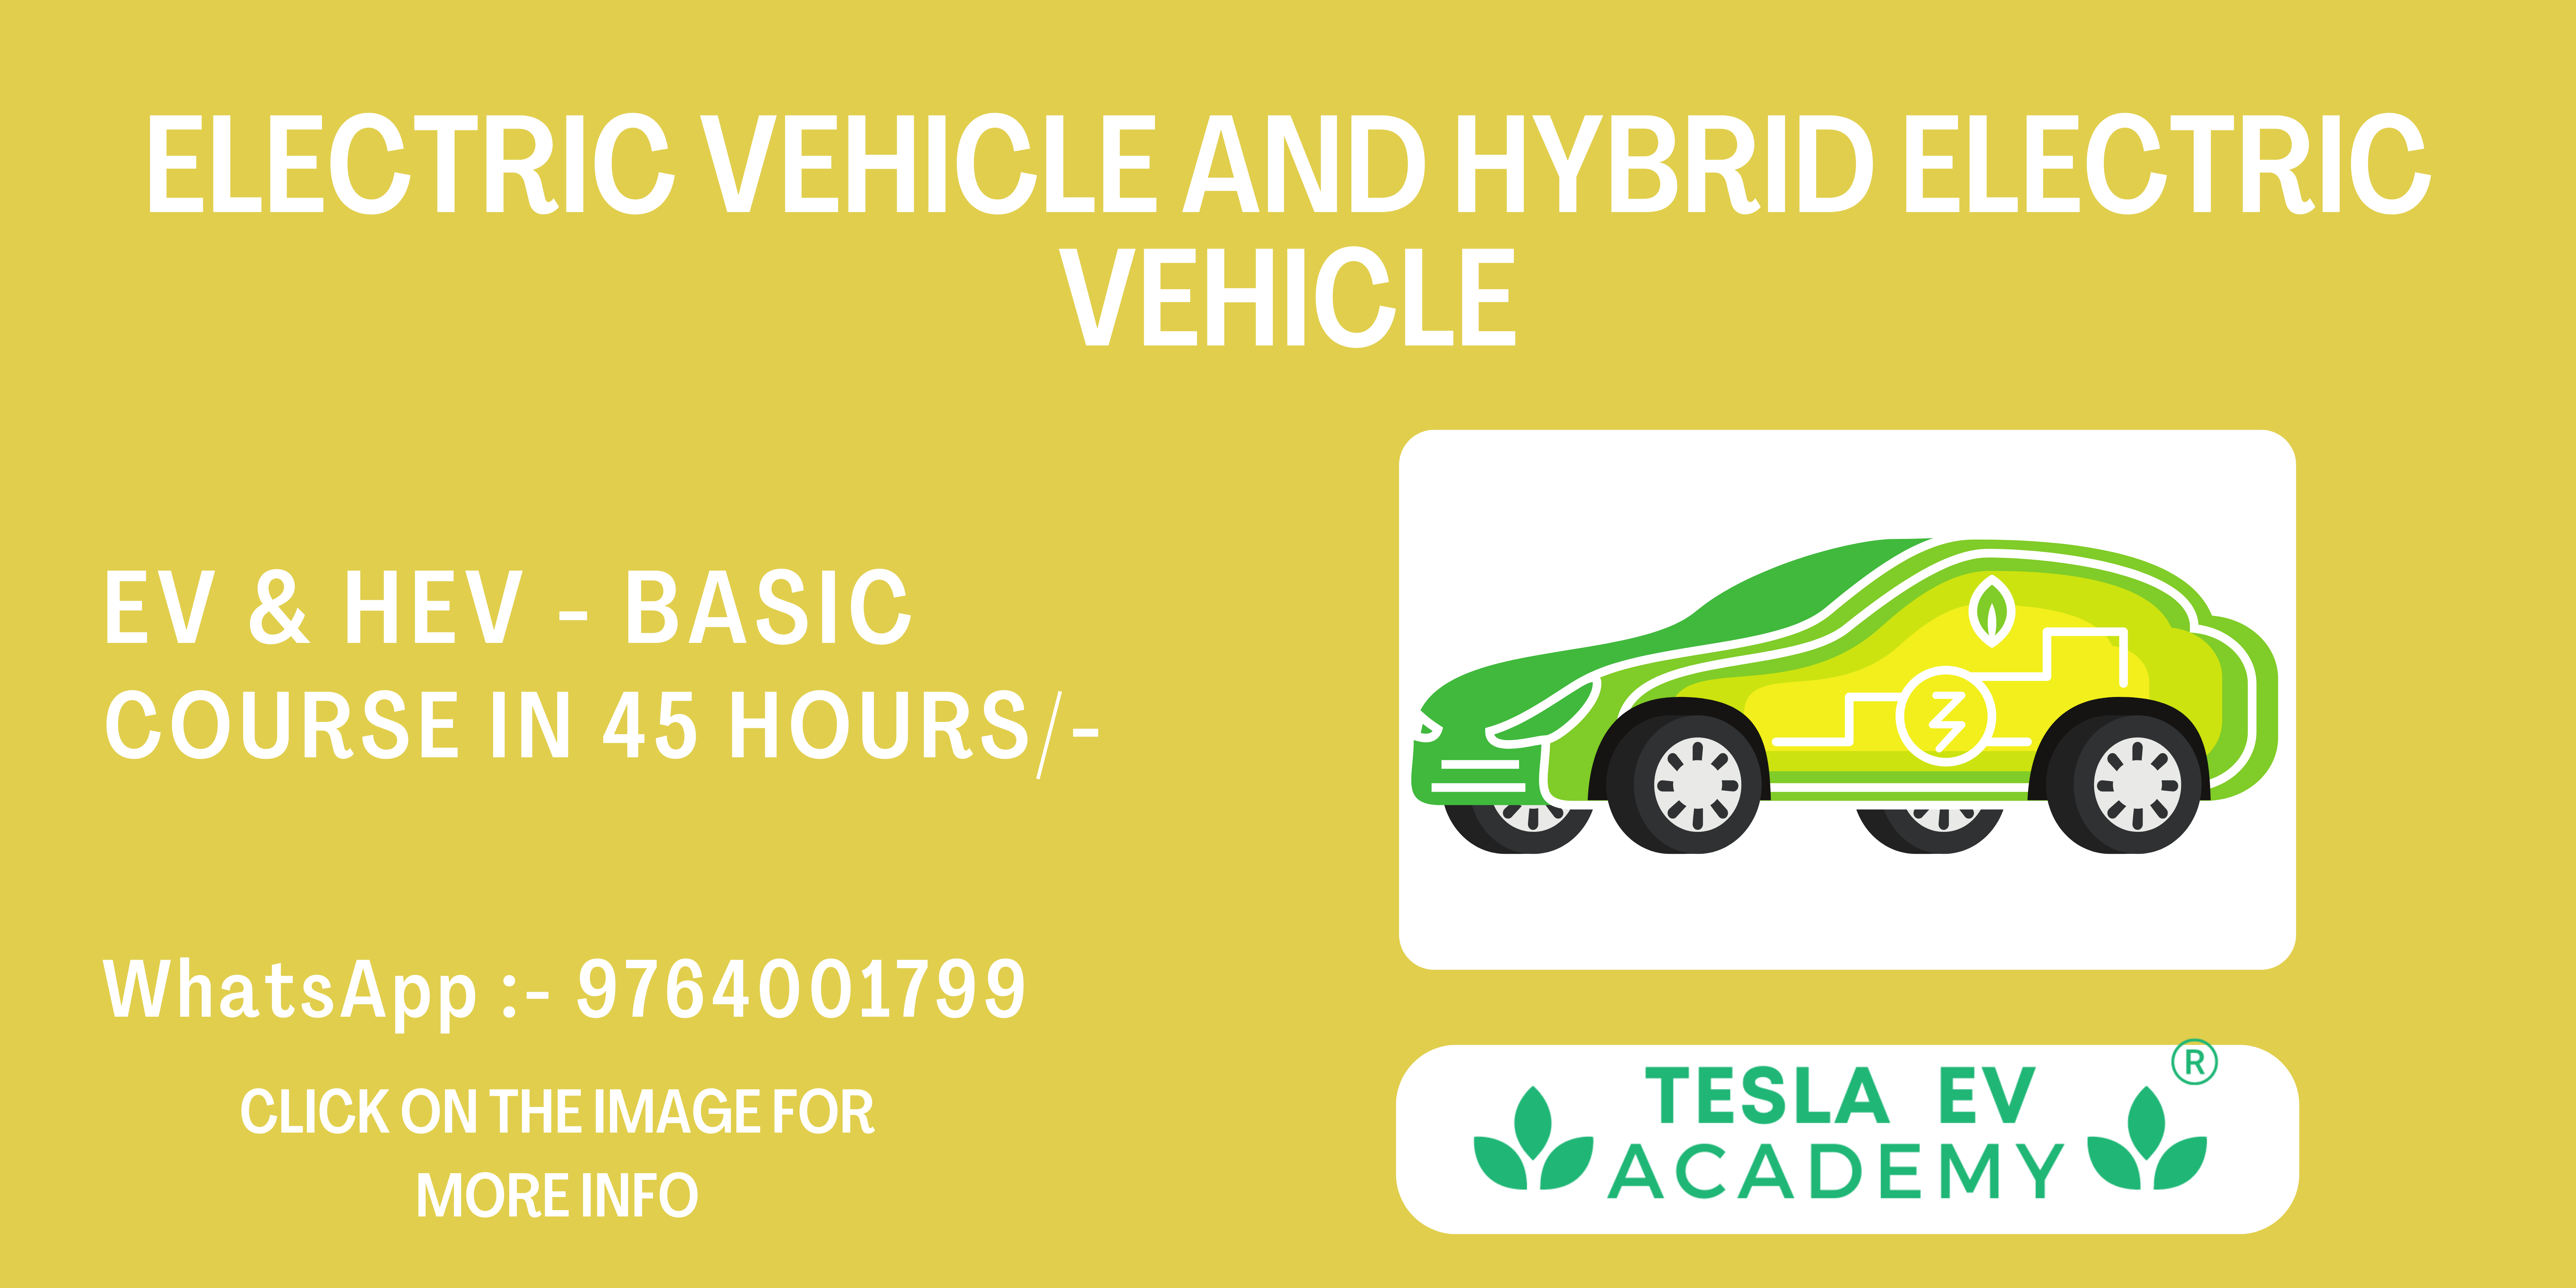 ELECTRIC VEHICLE AND HYBRID ELECTRIC
VEHICLE
EV & HEV - BASIC
COURSE IN 45 HOURS/-
WhatsApp :- 9764001799
CLICK ON THE IMAGE FOR
MORE INFO
TESLA EV ®
ACADEMY